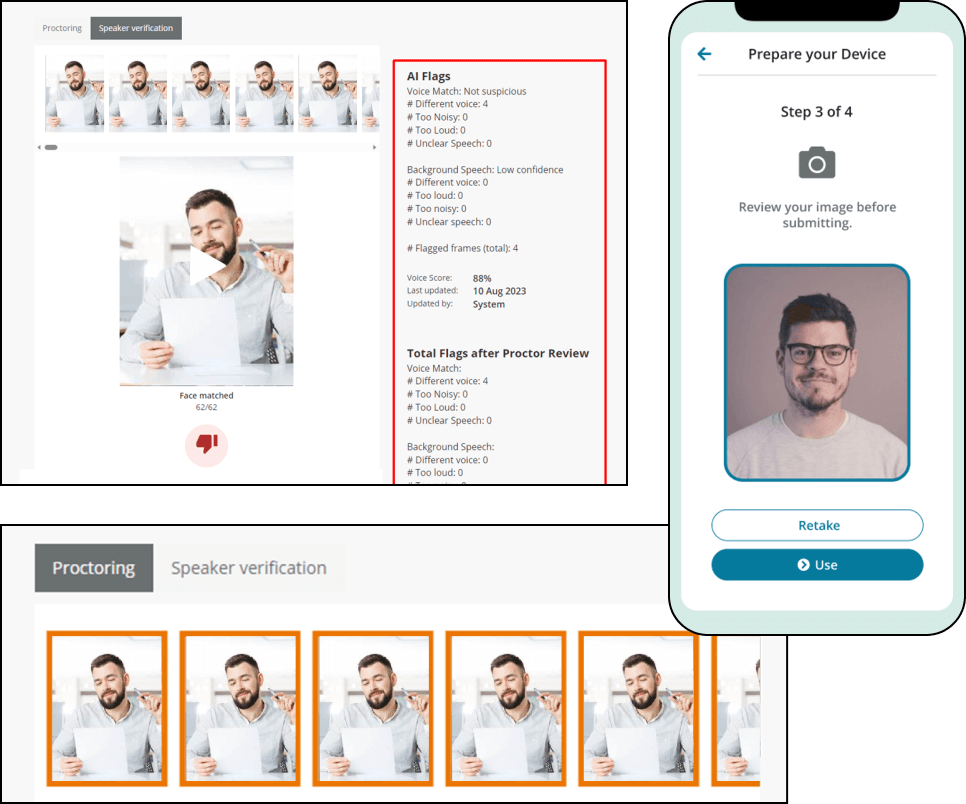 Proctoring
Speaker verification
AI Flags
Voice Match: Not suspicious
# Different voice: 4
# Too Noisy: 0
# Too Loud: 0
# Unclear Speech: 0
Background Speech: Low confidence
# Different voice: 0
# Too loud: 0
# Too noisy: 0
# Unclear speech: 0
# Flagged frames (total): 4
Voice Score: 88%
Last updated: 10 Aug 2023
Updated by: System
Total Flags after Proctor Review
Voice Match:
# Different voice: 4
# Too Noisy: 0
# Too Loud: 0
# Unclear Speech: 0
Background Speech:
# Different voice: 0
# Too loud: 0
Face matched
62/62
Prepare your Device
Step 3 of 4
Review your image before
submitting.
Retake
Use
Proctoring
Speaker verification